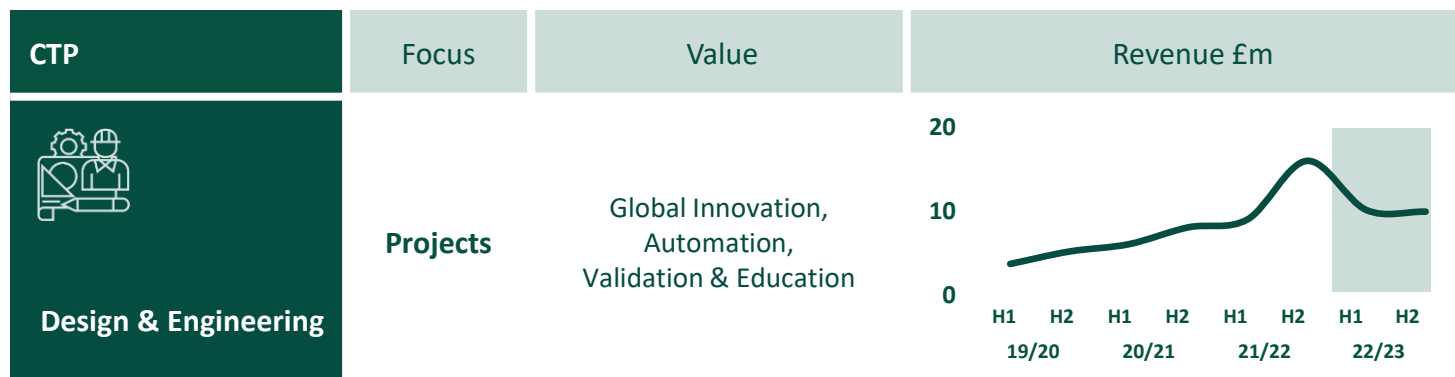 CTP
Focus
Value
Revenue £m
Design & Engineering
Projects
Global Innovation,
Automation,
Validation & Education
20
10
0
H1 H2 H1 H2 H1 H2 H1 H2
19/20 20/21 21/22 22/23